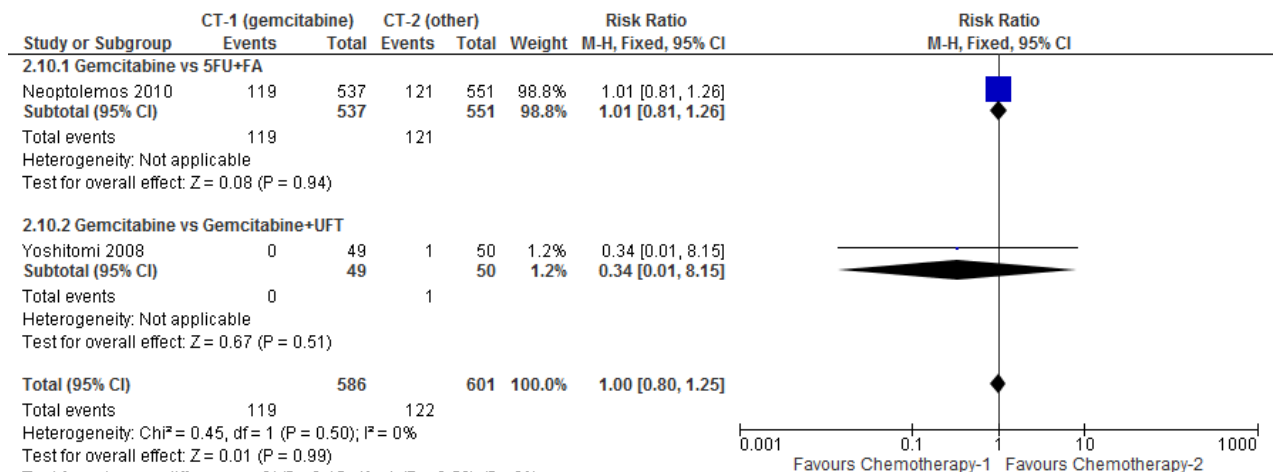 CT-1 (gemcitabine) CT-2 (other) Risk Ratio Risk Ratio
Study or Subgroup Events Total Events Total Weight M-H, Fixed, 95% CI M-H, Fixed, 95% CI
2.10.1 Gemcitabine vs 5FU+FA
Neoptolemos 2010 119 537 121 551 98.8% 1.01 [0.81, 1.26]
Subtotal (95% CI) 537 551 98.8% 1.01 [0.81, 1.26]
Total events 119 121
Heterogeneity: Not applicable
Test for overall effect: Z = 0.08 (P = 0.94)
2.10.2 Gemcitabine vs Gemcitabine+UFT
Yoshitomi 2008 0 49 1 50 1.2% 0.34 [0.01, 8.15]
Subtotal (95% CI) 49 50 1.2% 0.34 [0.01, 8.15]
Total events 0 1
Heterogeneity: Not applicable
Test for overall effect: Z = 0.67 (P = 0.51)
Total (95% CI) 586 601 100.0% 1.00 [0.80, 1.25]
Total events 119 122
Heterogeneity: Chi² = 0.45, df = 1 (P = 0.50); I² = 0%
Test for overall effect: Z = 0.01 (P = 0.99)
0.001 0.1 1 10 1000
Favours Chemotherapy-1 Favours Chemotherapy-2